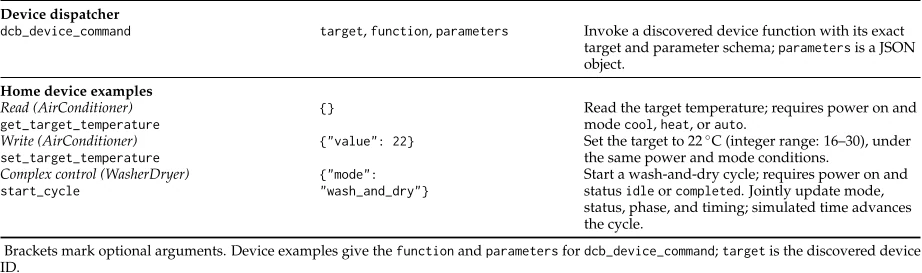 Device dispatcher
dcb_device_command target, function, parameters Invoke a discovered device function with its exact
target and parameter schema; parameters is a JSON
object.
Home device examples
Read (AirConditioner) {} Read the target temperature; requires power on and
get_target_temperature mode cool, heat, or auto.
Write (AirConditioner) {"value": 22} Set the target to 22 °C (integer range: 16–30), under
set_target_temperature the same power and mode conditions.
Complex control (WasherDryer) {"mode": Start a wash-and-dry cycle; requires power on and
start_cycle "wash_and_dry"} status idle or completed. Jointly update mode,
status, phase, and timing; simulated time advances
the cycle.
Brackets mark optional arguments. Device examples give the function and parameters for dcb_device_command; target is the discovered device
ID.